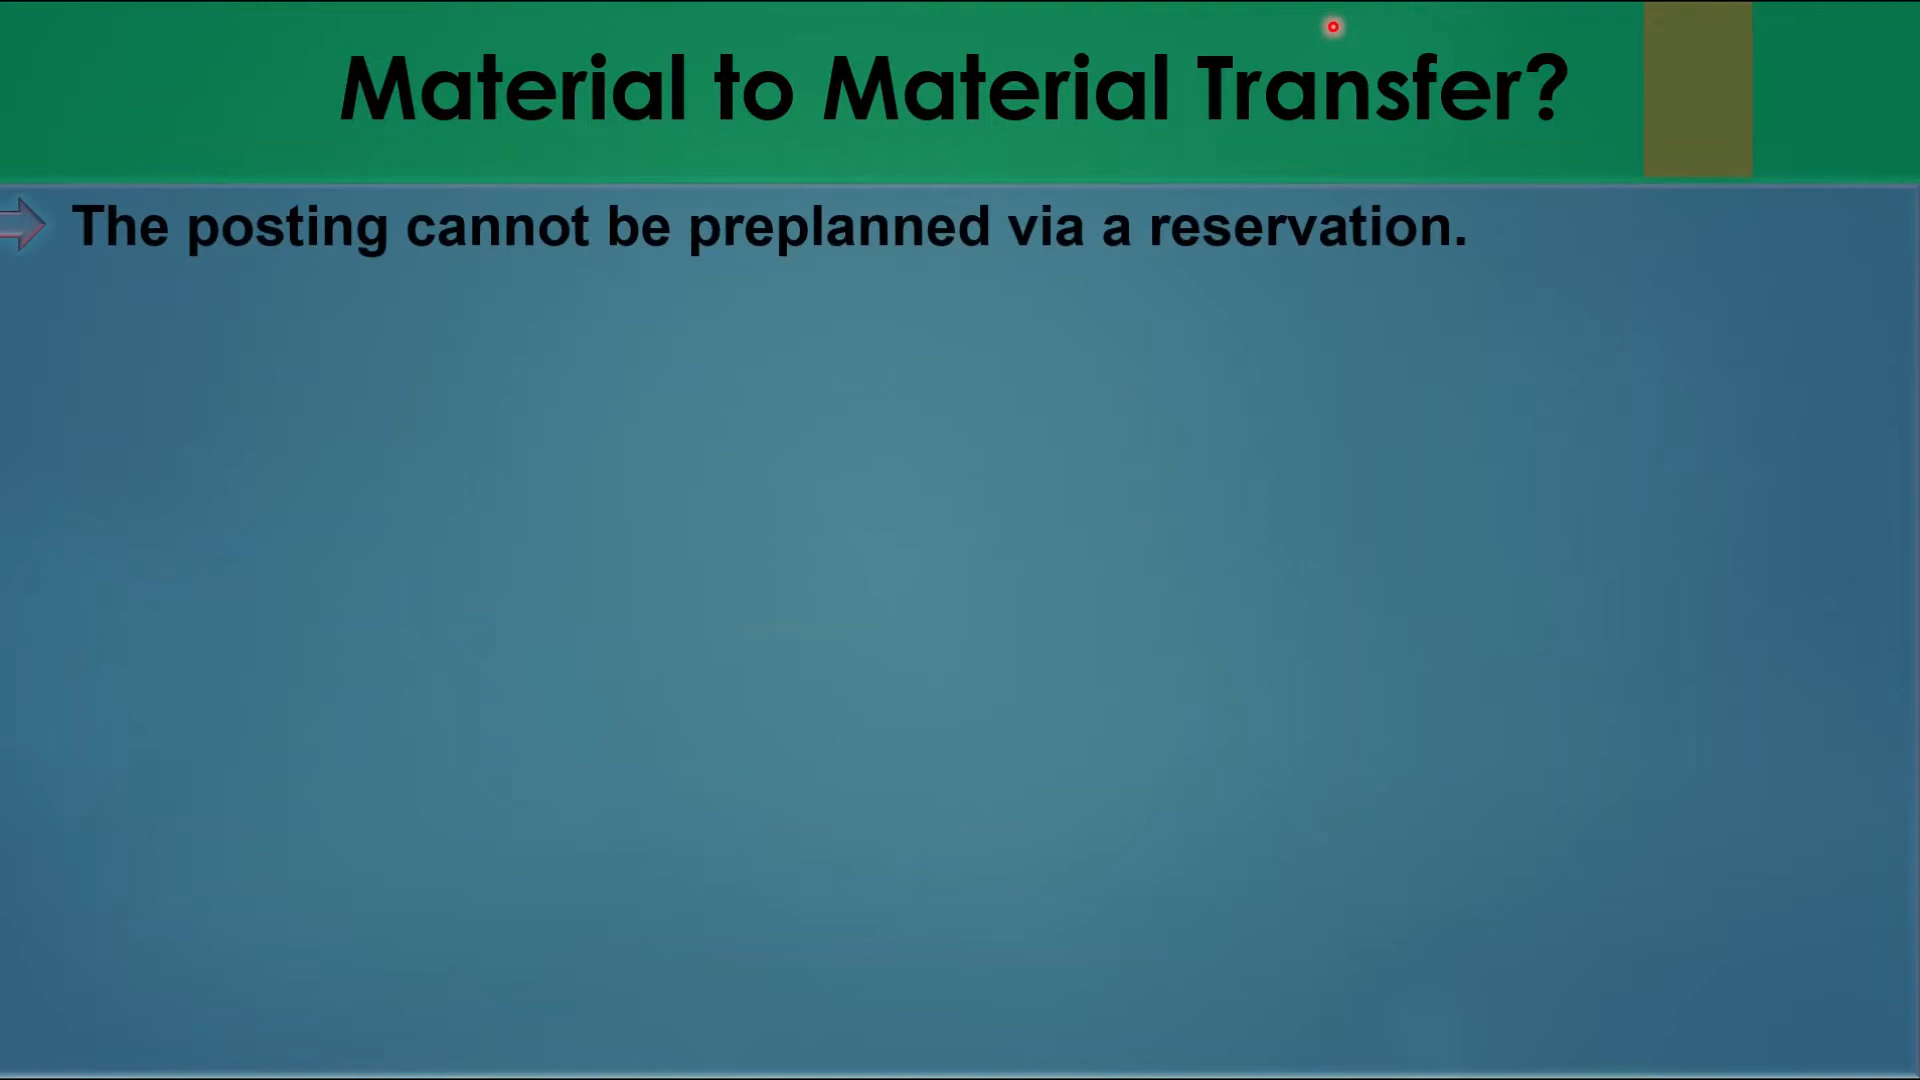 Material to Material Transfer?
The posting cannot be preplanned via a reservation.